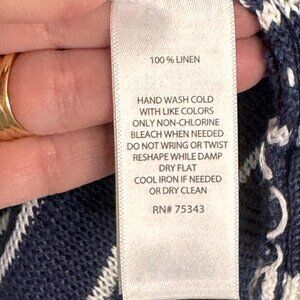 100 % LINEN
HAND WASH COLD
WITH LIKE COLORS
ONLY NON-CHLORINE
BLEACH WHEN NEEDED
DO NOT WRING OR TWIST
RESHAPE WHILE DAMP
DRY FLAT
COOL IRON IF NEEDED
OR DRY CLEAN
RN# 75343